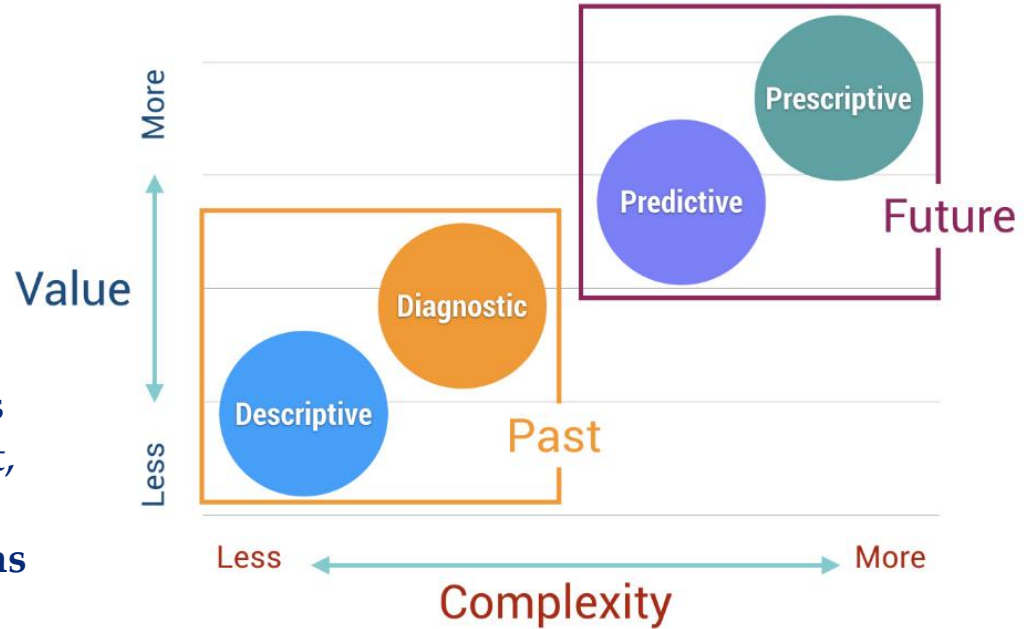 More
Prescriptive
Predictive
Future
Value
Diagnostic
Descriptive
Past
Less
Less
More
Complexity